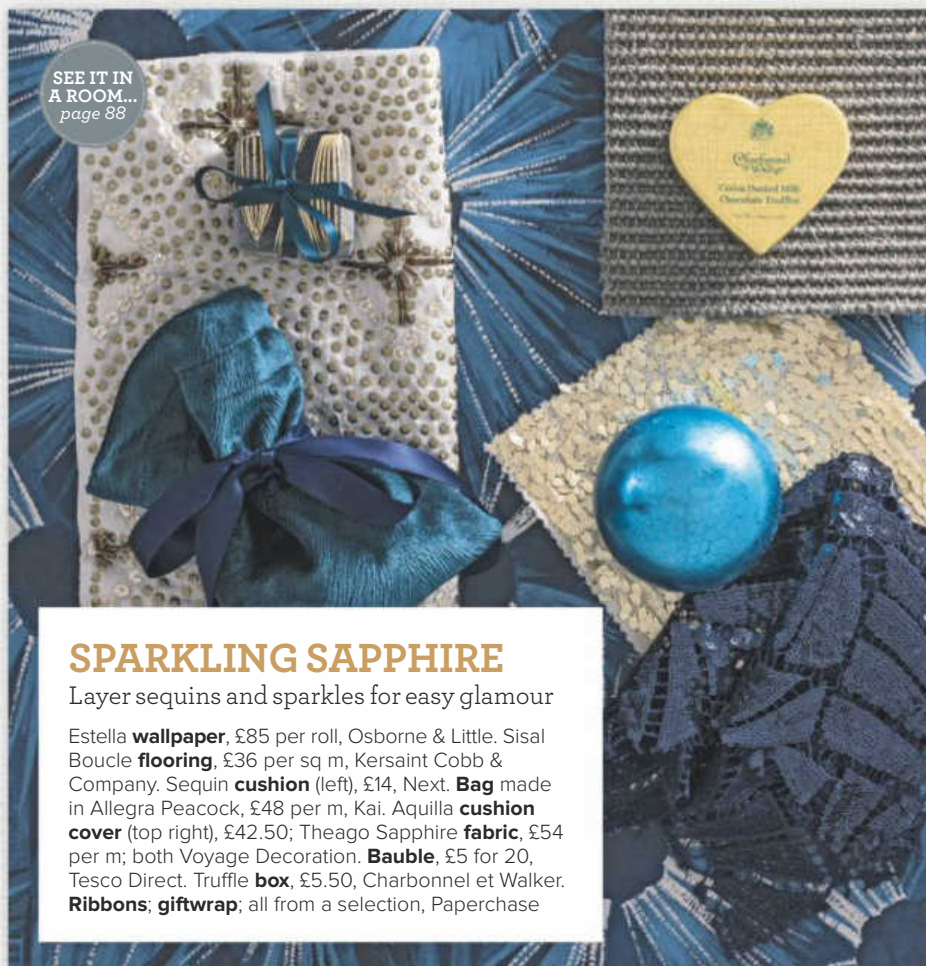 SEE IT IN
A ROOM...
page 88
Charbonnel
et Walker
Milk
Chocolate Truffles
SPARKLING SAPPHIRE
Layer sequins and sparkles for easy glamour
Estella wallpaper, £85 per roll, Osborne & Little. Sisal
Boucle flooring, £36 per sq m, Kersaint Cobb &
Company. Sequin cushion (left), £14, Next. Bag made
in Allegra Peacock, £48 per m, Kai. Aquilla cushion
cover (top right), £42.50; Theago Sapphire fabric, £54
per m; both Voyage Decoration. Bauble, £5 for 20,
Tesco Direct. Truffle box, £5.50, Charbonnel et Walker.
Ribbons; giftwrap; all from a selection, Paperchase